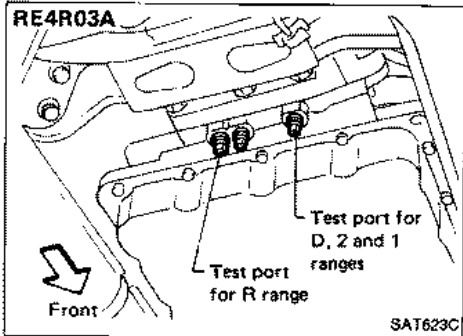 RE4R03A
Test port for
D, 2 and 1
ranges
Test port
for R range
Front
SAT623C